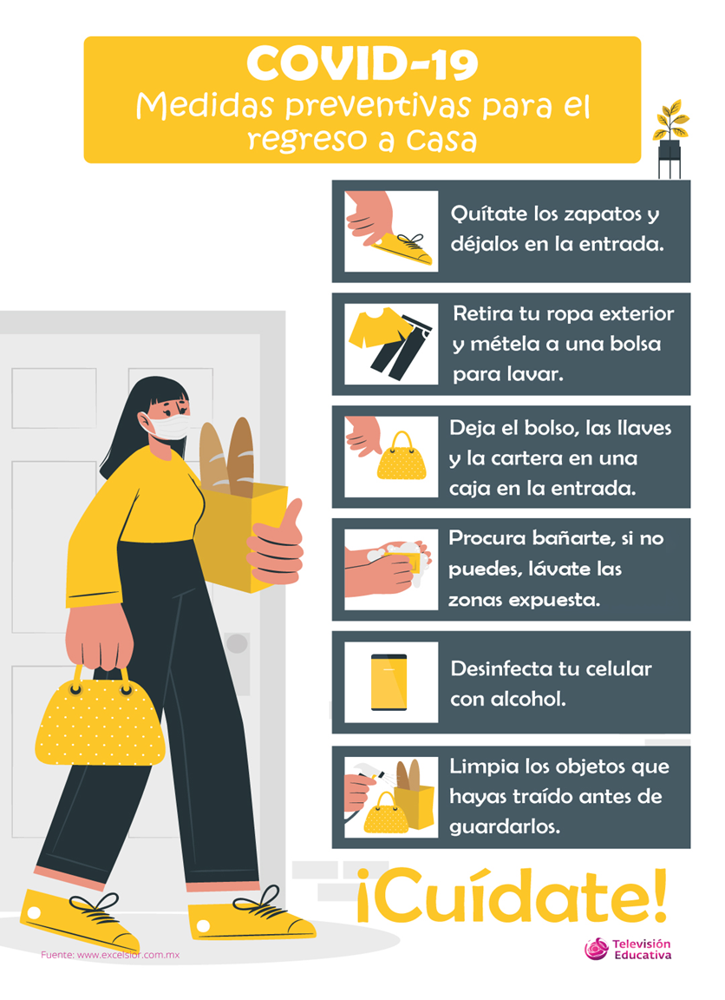 COVID-19
Medidas preventivas para el
regreso a casa
Quítate los zapatos y
déjalos en la entrada.
Retira tu ropa exterior
y métela a una bolsa
para lavar.
Deja el bolso, las llaves
y la cartera en una
caja en la entrada.
Procura bañarte, si no
puedes, lávate las
zonas expuesta.
Desinfecta tu celular
con alcohol.
Limpia los objetos que
hayas traído antes de
guardarlos.
¡Cuídate!
Fuente: www.excelsior.com.mx
Televisión
Educativa